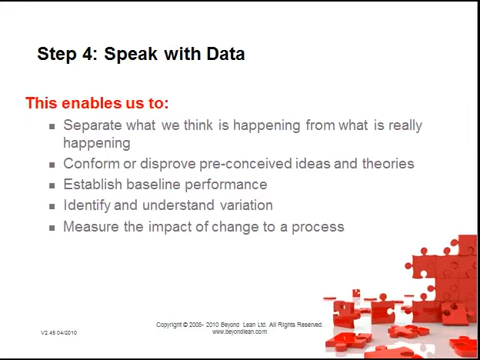 Step 4: Speak with Data
This enables us to:
Separate what we think is happening from what is really
happening
Conform or disprove pre-conceived ideas and theories
Establish baseline performance
Identify and understand variation
Measure the impact of change to a process
V2.45 04/2010
Copyright © 2005- 2010 Beyond Lean Ltd. All Rights Reserved.
www.beyondlean.com